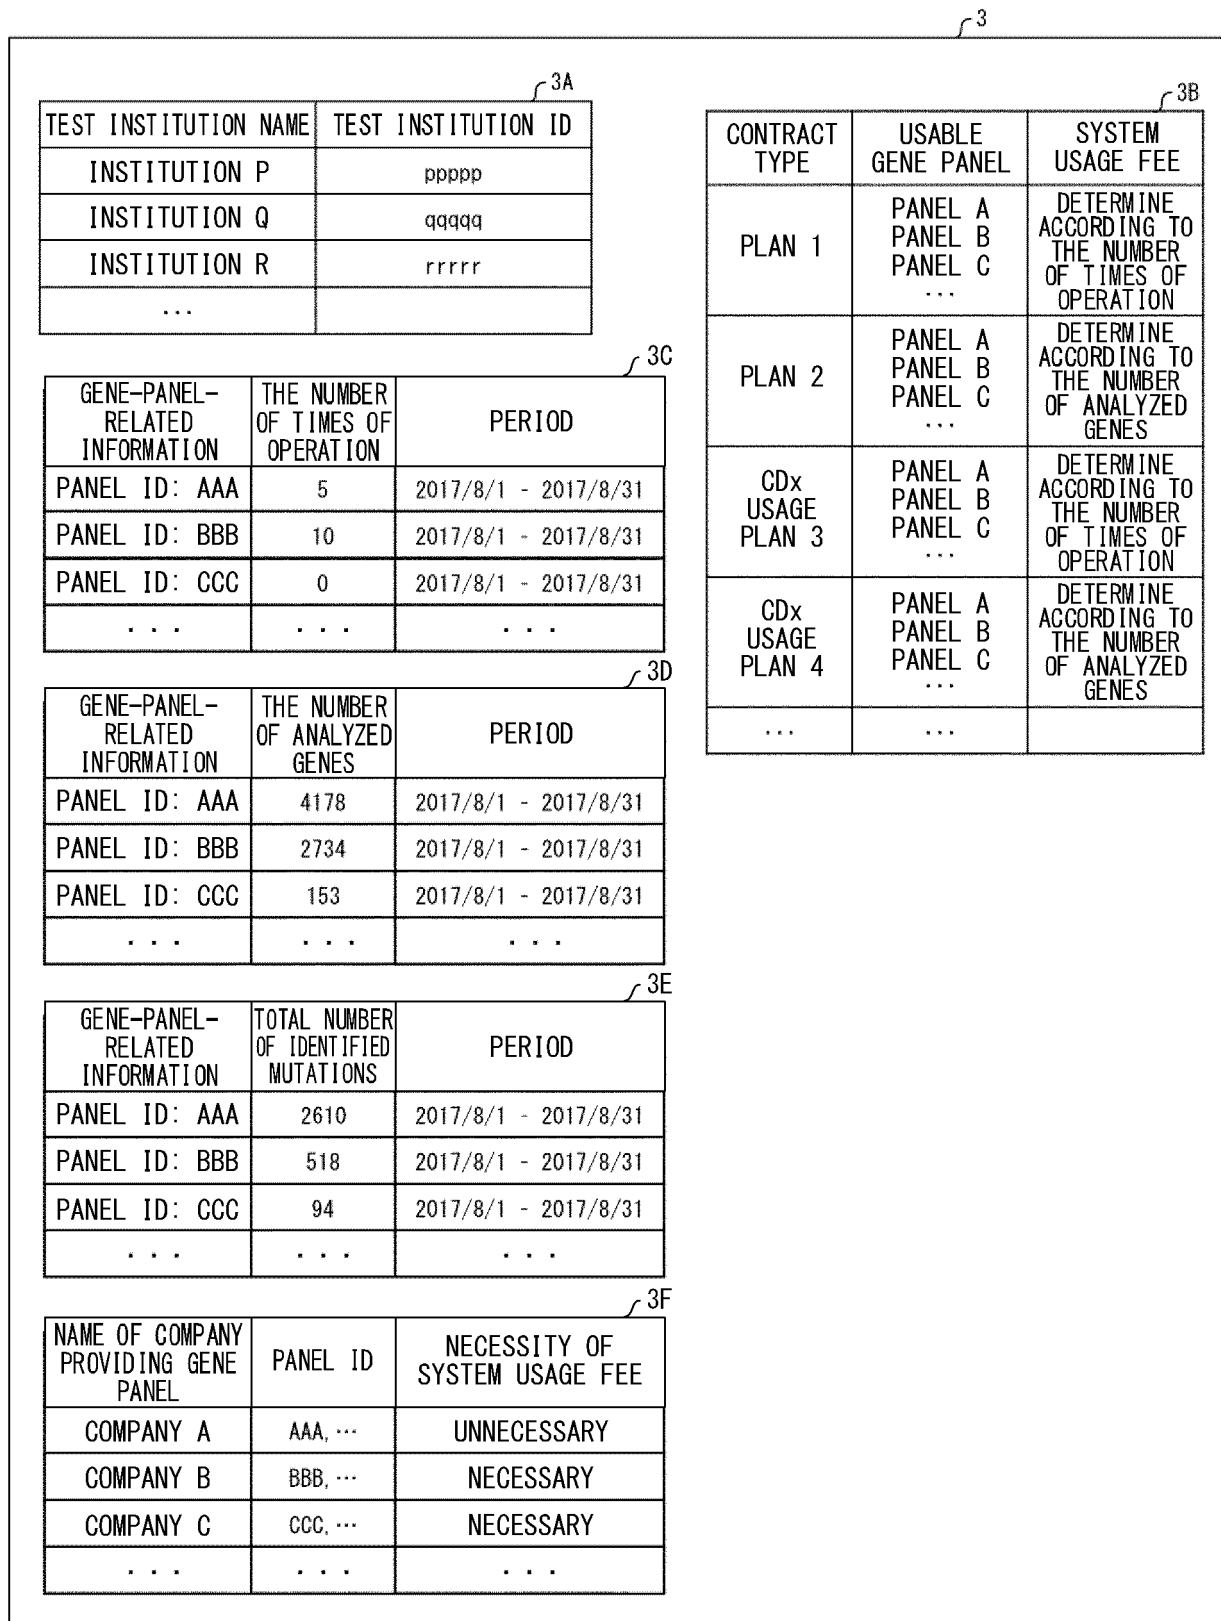 3
3A
TEST INSTITUTION NAME TEST INSTITUTION ID
INSTITUTION P ppppp
INSTITUTION Q qqqqq
INSTITUTION R rrrrr
...
3B
CONTRACT TYPE USABLE GENE PANEL SYSTEM USAGE FEE
PLAN 1
PANEL A
PANEL B
PANEL C
...
DETERMINE
ACCORDING TO
THE NUMBER
OF TIMES OF
OPERATION
PLAN 2
PANEL A
PANEL B
PANEL C
...
DETERMINE
ACCORDING TO
THE NUMBER
OF ANALYZED
GENES
CDx
USAGE
PLAN 3
PANEL A
PANEL B
PANEL C
...
DETERMINE
ACCORDING TO
THE NUMBER
OF TIMES OF
OPERATION
CDx
USAGE
PLAN 4
PANEL A
PANEL B
PANEL C
...
DETERMINE
ACCORDING TO
THE NUMBER
OF ANALYZED
GENES
... ...
3C
GENE-PANEL-
RELATED
INFORMATION
THE NUMBER
OF TIMES OF
OPERATION
PERIOD
PANEL ID: AAA 5 2017/8/1 - 2017/8/31
PANEL ID: BBB 10 2017/8/1 - 2017/8/31
PANEL ID: CCC 0 2017/8/1 - 2017/8/31
... ... ...
3D
GENE-PANEL-
RELATED
INFORMATION
THE NUMBER
OF ANALYZED
GENES
PERIOD
PANEL ID: AAA 4178 2017/8/1 - 2017/8/31
PANEL ID: BBB 2734 2017/8/1 - 2017/8/31
PANEL ID: CCC 153 2017/8/1 - 2017/8/31
... ... ...
3E
GENE-PANEL-
RELATED
INFORMATION
TOTAL NUMBER
OF IDENTIFIED
MUTATIONS
PERIOD
PANEL ID: AAA 2610 2017/8/1 - 2017/8/31
PANEL ID: BBB 518 2017/8/1 - 2017/8/31
PANEL ID: CCC 94 2017/8/1 - 2017/8/31
... ... ...
3F
NAME OF COMPANY
PROVIDING GENE
PANEL
PANEL ID
NECESSITY OF
SYSTEM USAGE FEE
COMPANY A AAA, ... UNNECESSARY
COMPANY B BBB, ... NECESSARY
COMPANY C CCC, ... NECESSARY
... ... ...